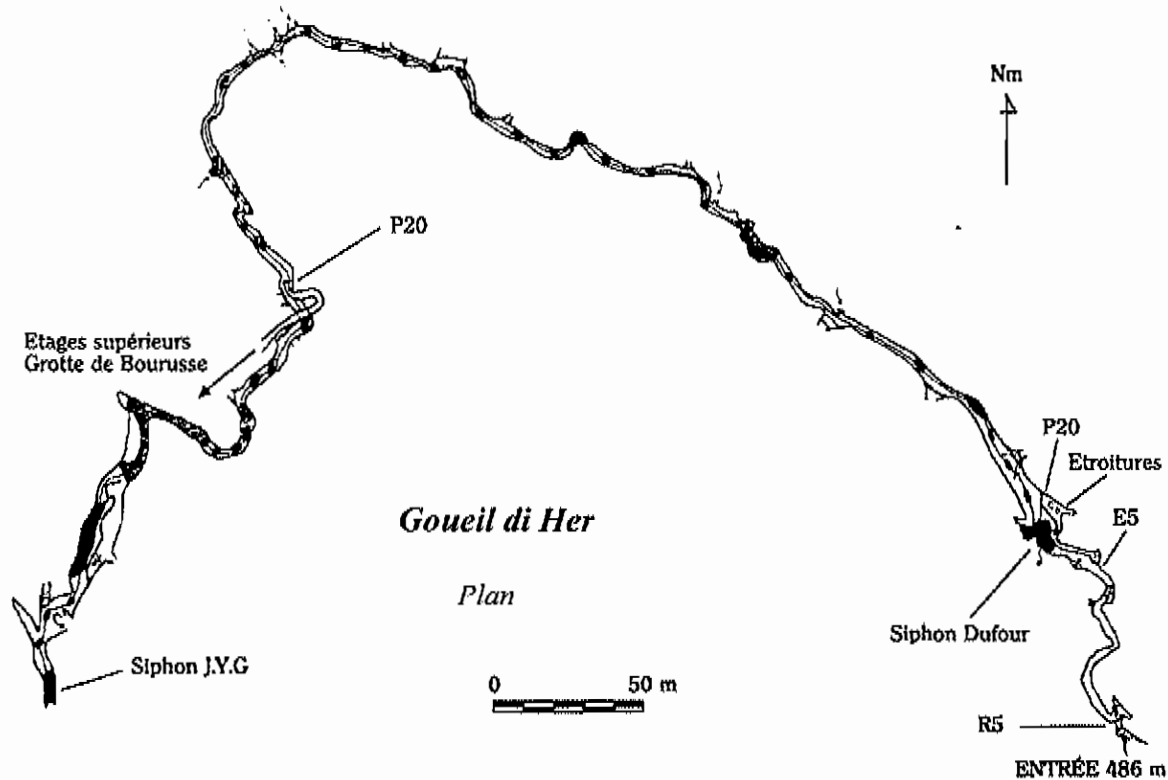 Nm
P20
Etages supérieurs
Grotte de Bourusse
P20
Etroitures
E5
Goueil di Her
Plan
Siphon Dufour
Siphon J.Y.G
0 50 m
R5
ENTRÉE 486 m